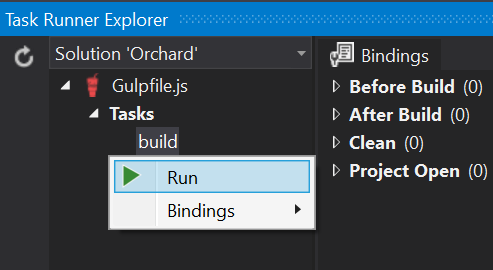 Task Runner Explorer
Solution 'Orchard'
Gulpfile.js
Tasks
build
Run
Bindings
Bindings
Before Build (0)
After Build (0)
Clean (0)
Project Open (0)